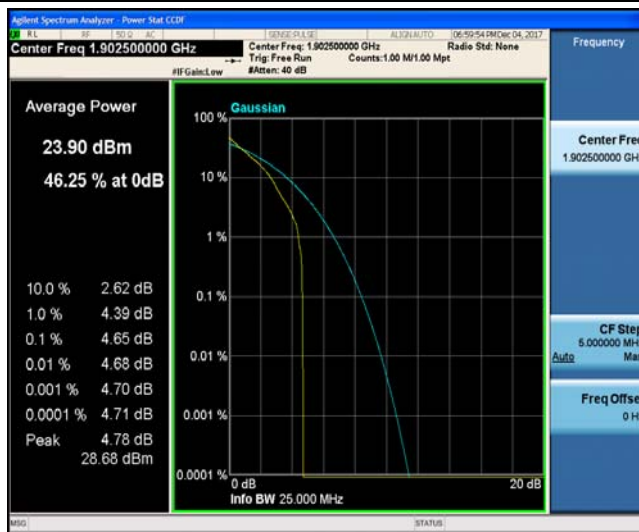 Agilent Spectrum Analyzer - Power Stat CCDF
RL RF 50 Ω AC SENSE:PULSE ALIGN AUTO 06:59:54 PM Dec 04, 2017
Center Freq 1.902500000 GHz
Center Freq: 1.902500000 GHz
Radio Std: None
Trig: Free Run
Counts:1.00 M/1.00 Mpt
#IFGain:Low
#Atten: 40 dB
Frequency
Average Power
23.90 dBm
46.25 % at 0dB
10.0 % 2.62 dB
1.0 % 4.39 dB
0.1 % 4.65 dB
0.01 % 4.68 dB
0.001 % 4.70 dB
0.0001 % 4.71 dB
Peak 4.78 dB
28.68 dBm
Gaussian
100 %
10 %
1 %
0.1 %
0.01 %
0.001 %
0.0001 %
0 dB
20 dB
Info BW 25.000 MHz
Center Fre
1.902500000 GH
CF Step
5.000000 MH
Auto Ma
Freq Offse
0 H
MSG
STATUS